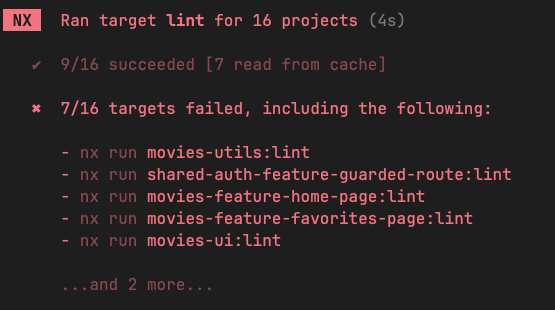 NX Ran target lint for 16 projects (4s)
✔ 9/16 succeeded [7 read from cache]
✖ 7/16 targets failed, including the following:
- nx run movies-utils:lint
- nx run shared-auth-feature-guarded-route:lint
- nx run movies-feature-home-page:lint
- nx run movies-feature-favorites-page:lint
- nx run movies-ui:lint
...and 2 more...